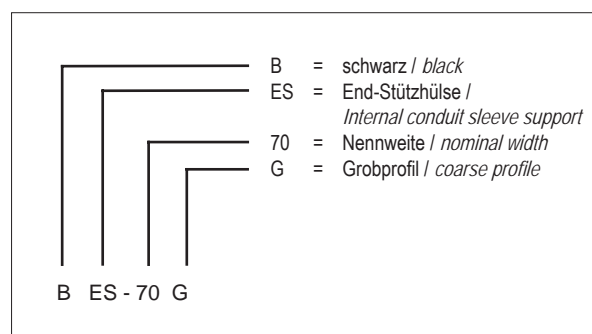 B = schwarz / black
ES = End-Stützhülse /
Internal conduit sleeve support
70 = Nennweite / nominal width
G = Grobprofil / coarse profile
B ES - 70 G